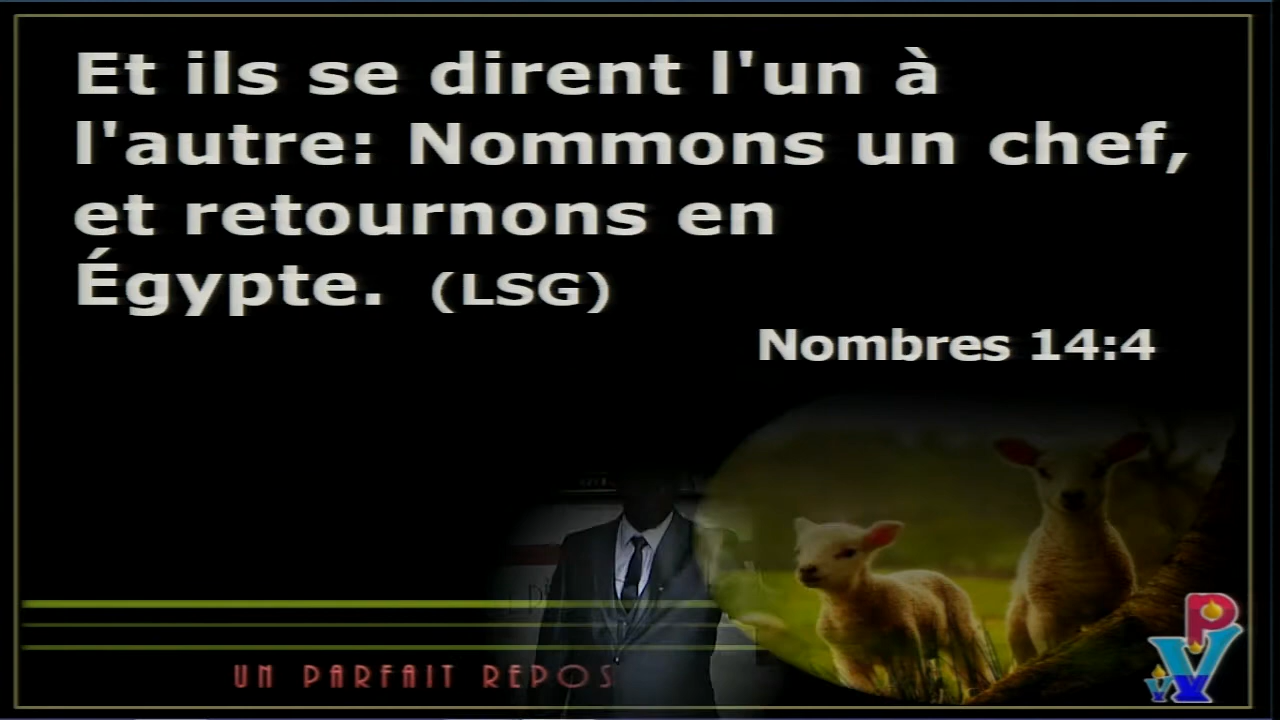 Et ils se dirent l'un à
l'autre: Nommons un chef,
et retournons en
Égypte. (LSG)
Nombres 14:4
UN PARFAIT REPOS
PVV